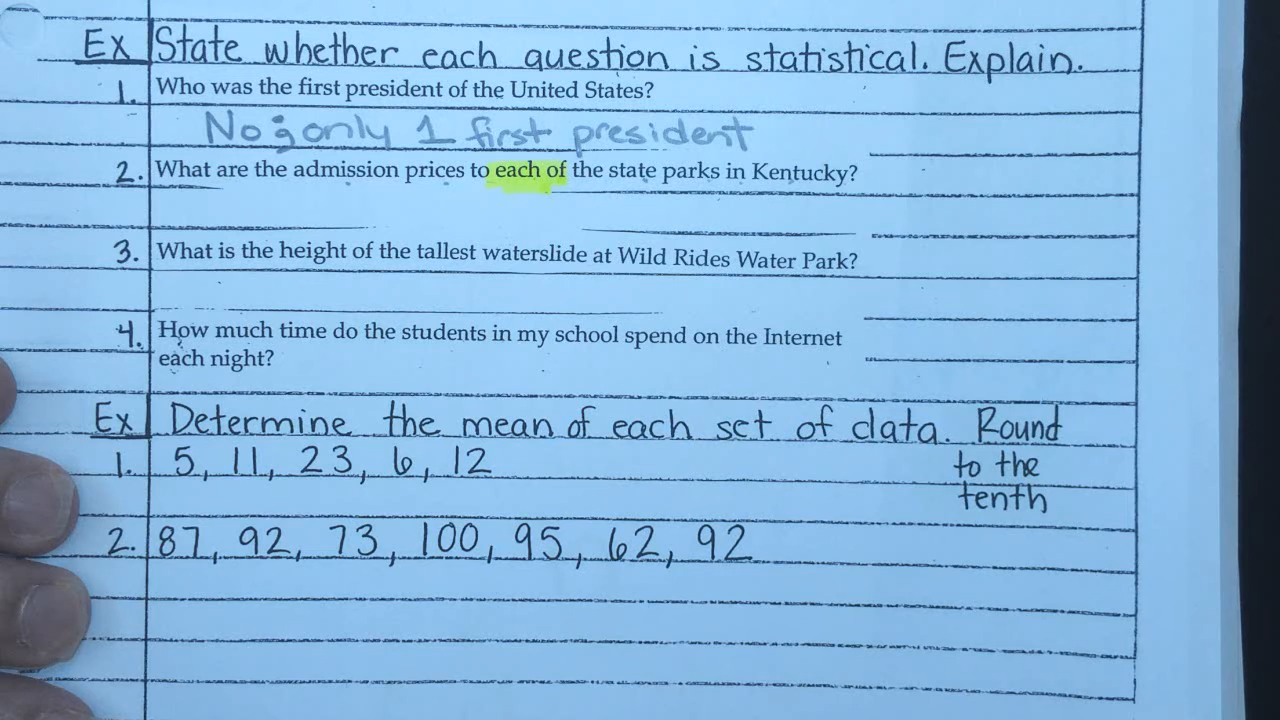 Ex State whether each question is statistical. Explain.
1. Who was the first president of the United States?
No; only 1 first president
2. What are the admission prices to each of the state parks in Kentucky?
3. What is the height of the tallest waterslide at Wild Rides Water Park?
4. How much time do the students in my school spend on the Internet
each night?
Ex Determine the mean of each set of data. Round
to the
tenth
1. 5, 11, 23, 6, 12
2. 87, 92, 73, 100, 95, 62, 92